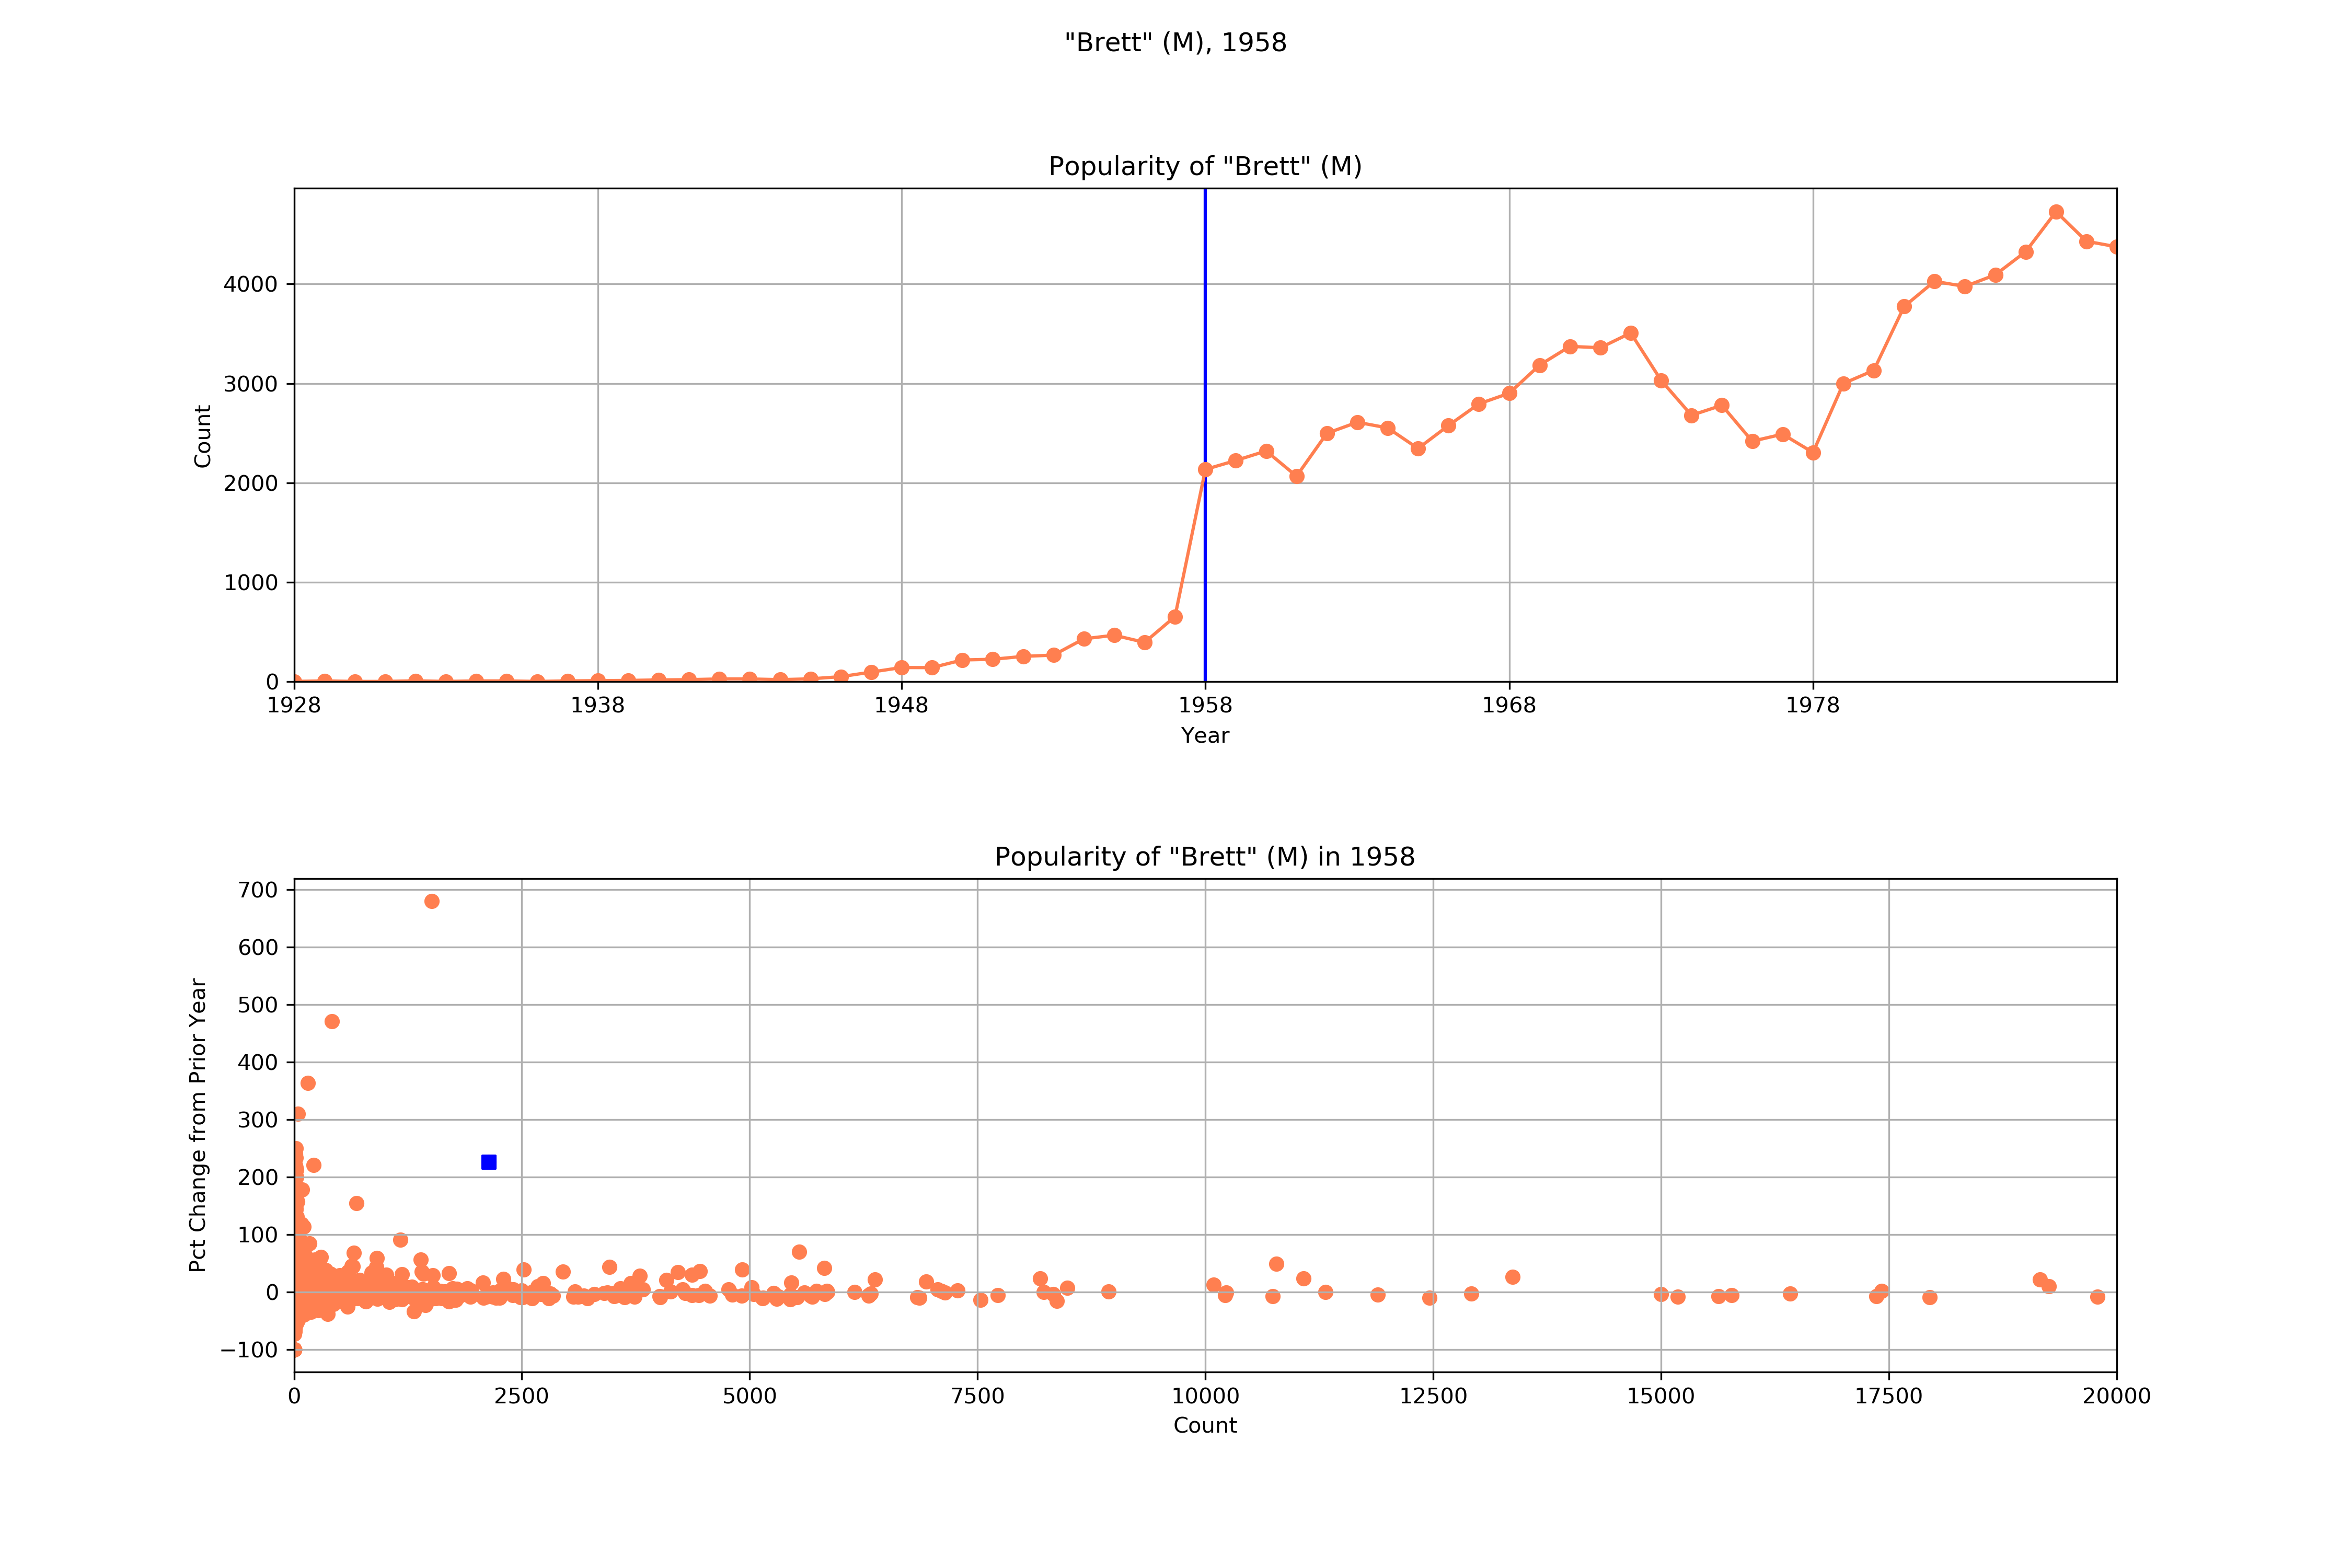 "Brett" (M), 1958
Popularity of "Brett" (M)
4000
3000
2000
1000
0
Count
1928 1938 1948 1958 1968 1978
Year
Popularity of "Brett" (M) in 1958
700
600
500
400
300
200
100
0
−100
Pct Change from Prior Year
0 2500 5000 7500 10000 12500 15000 17500 20000
Count